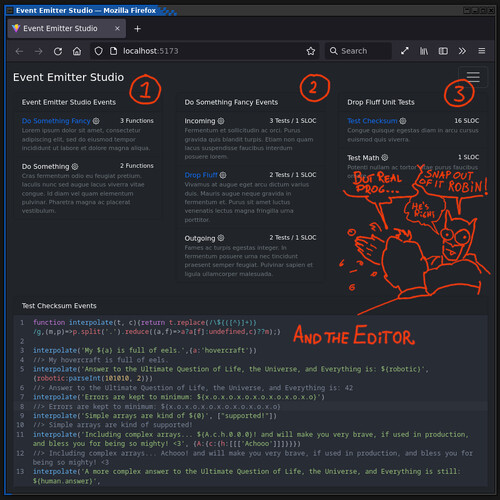 Event Emitter Studio — Mozilla Firefox
Event Emitter Studio
localhost:5173
Search
Event Emitter Studio
1
2
3
Event Emitter Studio Events
Do Something Fancy
3 Functions
Lorem ipsum dolor sit amet, consectetur
adipiscing elit, sed do eiusmod tempor
incididunt ut labore et dolore magna aliqua.
Do Something
2 Functions
Cras fermentum odio eu feugiat pretium.
Iaculis nunc sed augue lacus viverra vitae
congue. Id diam vel quam elementum
pulvinar. Pharetra magna ac placerat
vestibulum.
Do Something Fancy Events
Incoming
3 Tests / 1 SLOC
Fermentum et sollicitudin ac orci. Purus
gravida quis blandit turpis. Etiam non quam
lacus suspendisse faucibus interdum
posuere lorem.
Drop Fluff
2 Tests / 1 SLOC
Vivamus at augue eget arcu dictum varius
duis. Mauris augue neque gravida in
fermentum et. Purus sit amet luctus
venenatis lectus magna fringilla urna
porttitor.
Outgoing
2 Tests / 1 SLOC
Fames ac turpis egestas integer. In
fermentum posuere urna nec tincidunt
praesent semper feugiat. Pulvinar sapien et
ligula ullamcorper malesuada.
Drop Fluff Unit Tests
Test Checksum
16 SLOC
Congue quisque egestas diam in arcu cursus
euismod quis viverra.
Test Math
1 SLOC
Potenti nullam ac tortor vitae purus faucibus
BUT REAL
PROG...
SNAP OUT
OF IT ROBIN!
HE'S
RIGHT
AND THE EDITOR
Test Checksum Events
1 function interpolate(t, c){return t.replace(/\${([^}]+)}
/g,(m,p)=>p.split('.').reduce((a,f)=>a?a[f]:undefined,c)??m);}
2
3 interpolate('My ${a} is full of eels.',{a:'hovercraft'})
4 //> My hovercraft is full of eels.
5 interpolate('Answer to the Ultimate Question of Life, the Universe, and Everything is: ${robotic}',
{robotic:parseInt(101010, 2)})
6 //> Answer to the Ultimate Question of Life, the Universe, and Everything is: 42
7 interpolate('Errors are kept to minimum: ${x.o.x.o.x.o.x.o.x.o.x.o}')
8 //> Errors are kept to minimum: ${x.o.x.o.x.o.x.o.x.o.x.o}
9 interpolate('Simple arrays are kind of ${0}', ["supported!"])
10 //> Simple arrays are kind of supported!
11 interpolate('Including complex arrays... ${A.c.h.0.0.0}! and will make you very brave, if used in production,
and bless you for being so mighty! <3', {A:{c:{h:[[['Achooo']]]}}})
12 //> Including complex arrays... Achooo! and will make you very brave, if used in production, and bless you for
being so mighty! <3
13 interpolate('A more complex answer to the Ultimate Question of Life, the Universe, and Everything is still:
${human.answer}',